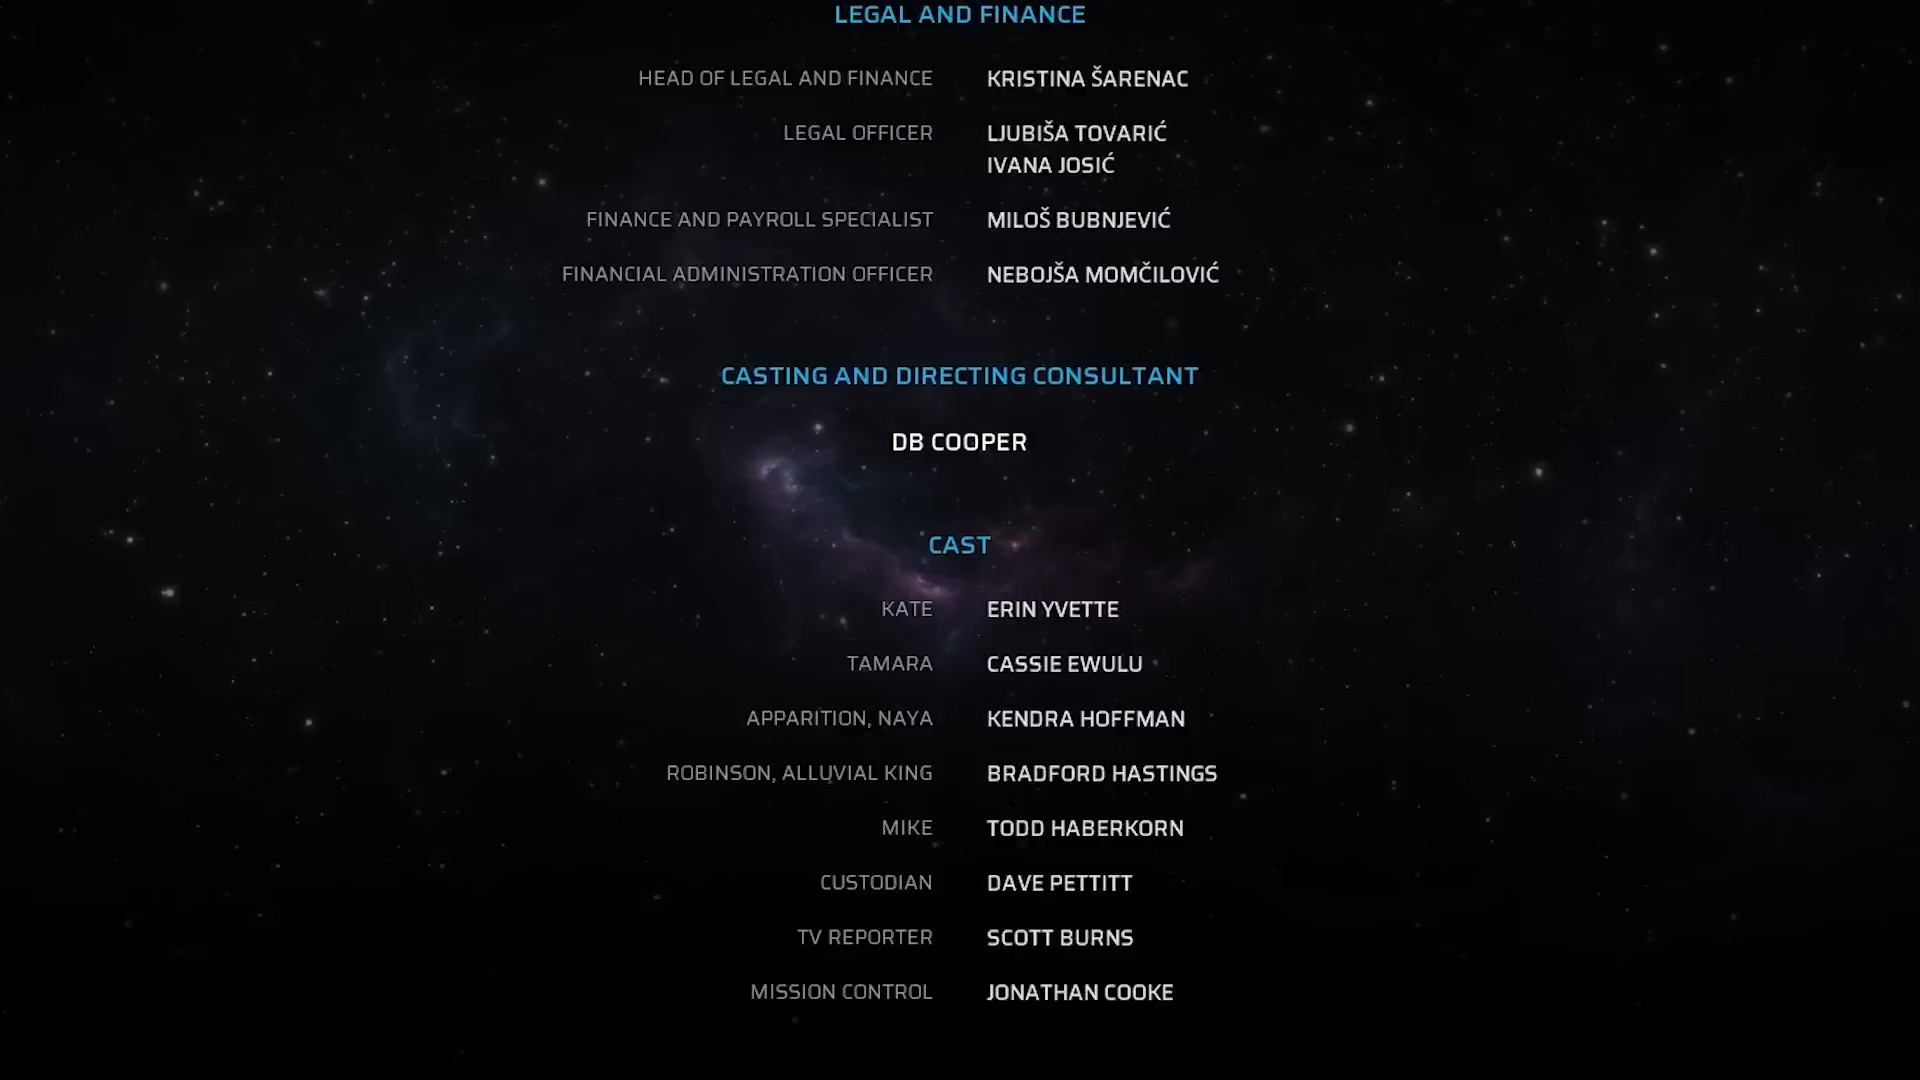 LEGAL AND FINANCE
HEAD OF LEGAL AND FINANCE KRISTINA ŠARENAC
LEGAL OFFICER LJUBIŠA TOVARIĆ
IVANA JOSIĆ
FINANCE AND PAYROLL SPECIALIST MILOŠ BUBNJEVIĆ
FINANCIAL ADMINISTRATION OFFICER NEBOJŠA MOMČILOVIĆ
CASTING AND DIRECTING CONSULTANT
DB COOPER
CAST
KATE ERIN YVETTE
TAMARA CASSIE EWULU
APPARITION, NAYA KENDRA HOFFMAN
ROBINSON, ALLUVIAL KING BRADFORD HASTINGS
MIKE TODD HABERKORN
CUSTODIAN DAVE PETTITT
TV REPORTER SCOTT BURNS
MISSION CONTROL JONATHAN COOKE